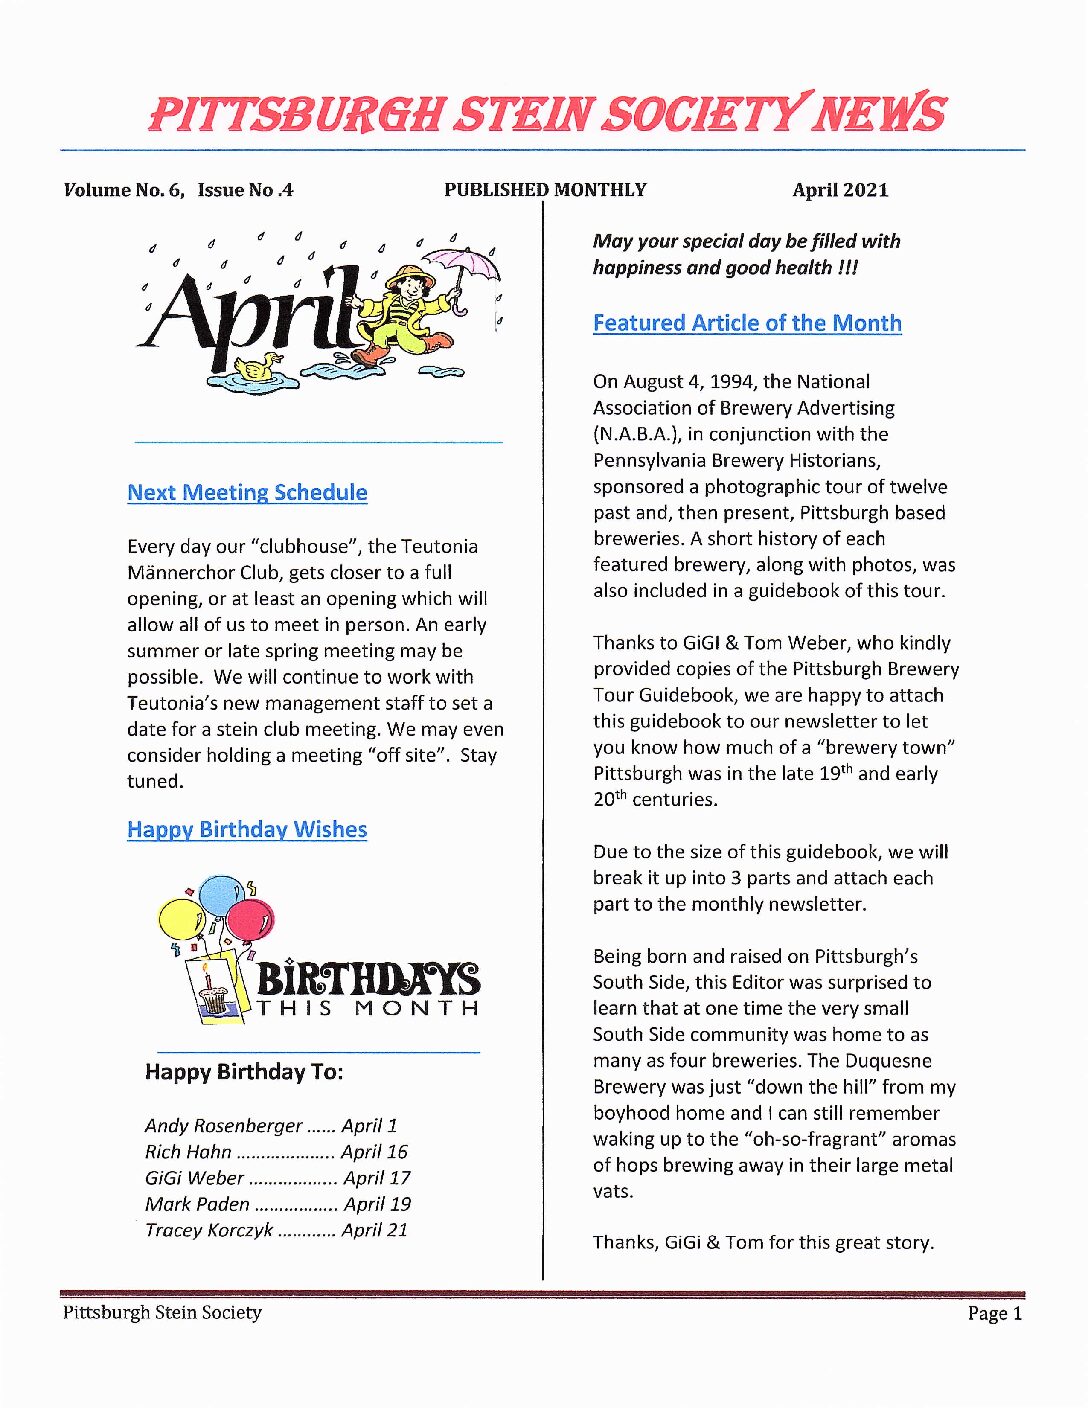 PITTSBURGH STEIN SOCIETY NEWS
Volume No. 6, Issue No .4 PUBLISHED MONTHLY April 2021
April
Next Meeting Schedule
Every day our "clubhouse", the Teutonia
Männerchor Club, gets closer to a full
opening, or at least an opening which will
allow all of us to meet in person. An early
summer or late spring meeting may be
possible. We will continue to work with
Teutonia's new management staff to set a
date for a stein club meeting. We may even
consider holding a meeting "off site". Stay
tuned.
Happy Birthday Wishes
BIRTHDAYS
THIS MONTH
Happy Birthday To:
Andy Rosenberger ...... April 1
Rich Hahn .................... April 16
GiGi Weber .................. April 17
Mark Paden ................. April 19
Tracey Korczyk ............ April 21
May your special day be filled with
happiness and good health !!!
Featured Article of the Month
On August 4, 1994, the National
Association of Brewery Advertising
(N.A.B.A.), in conjunction with the
Pennsylvania Brewery Historians,
sponsored a photographic tour of twelve
past and, then present, Pittsburgh based
breweries. A short history of each
featured brewery, along with photos, was
also included in a guidebook of this tour.
Thanks to GiGI & Tom Weber, who kindly
provided copies of the Pittsburgh Brewery
Tour Guidebook, we are happy to attach
this guidebook to our newsletter to let
you know how much of a "brewery town"
Pittsburgh was in the late 19th and early
20th centuries.
Due to the size of this guidebook, we will
break it up into 3 parts and attach each
part to the monthly newsletter.
Being born and raised on Pittsburgh's
South Side, this Editor was surprised to
learn that at one time the very small
South Side community was home to as
many as four breweries. The Duquesne
Brewery was just "down the hill" from my
boyhood home and I can still remember
waking up to the "oh-so-fragrant" aromas
of hops brewing away in their large metal
vats.
Thanks, GiGi & Tom for this great story.
Pittsburgh Stein Society Page 1